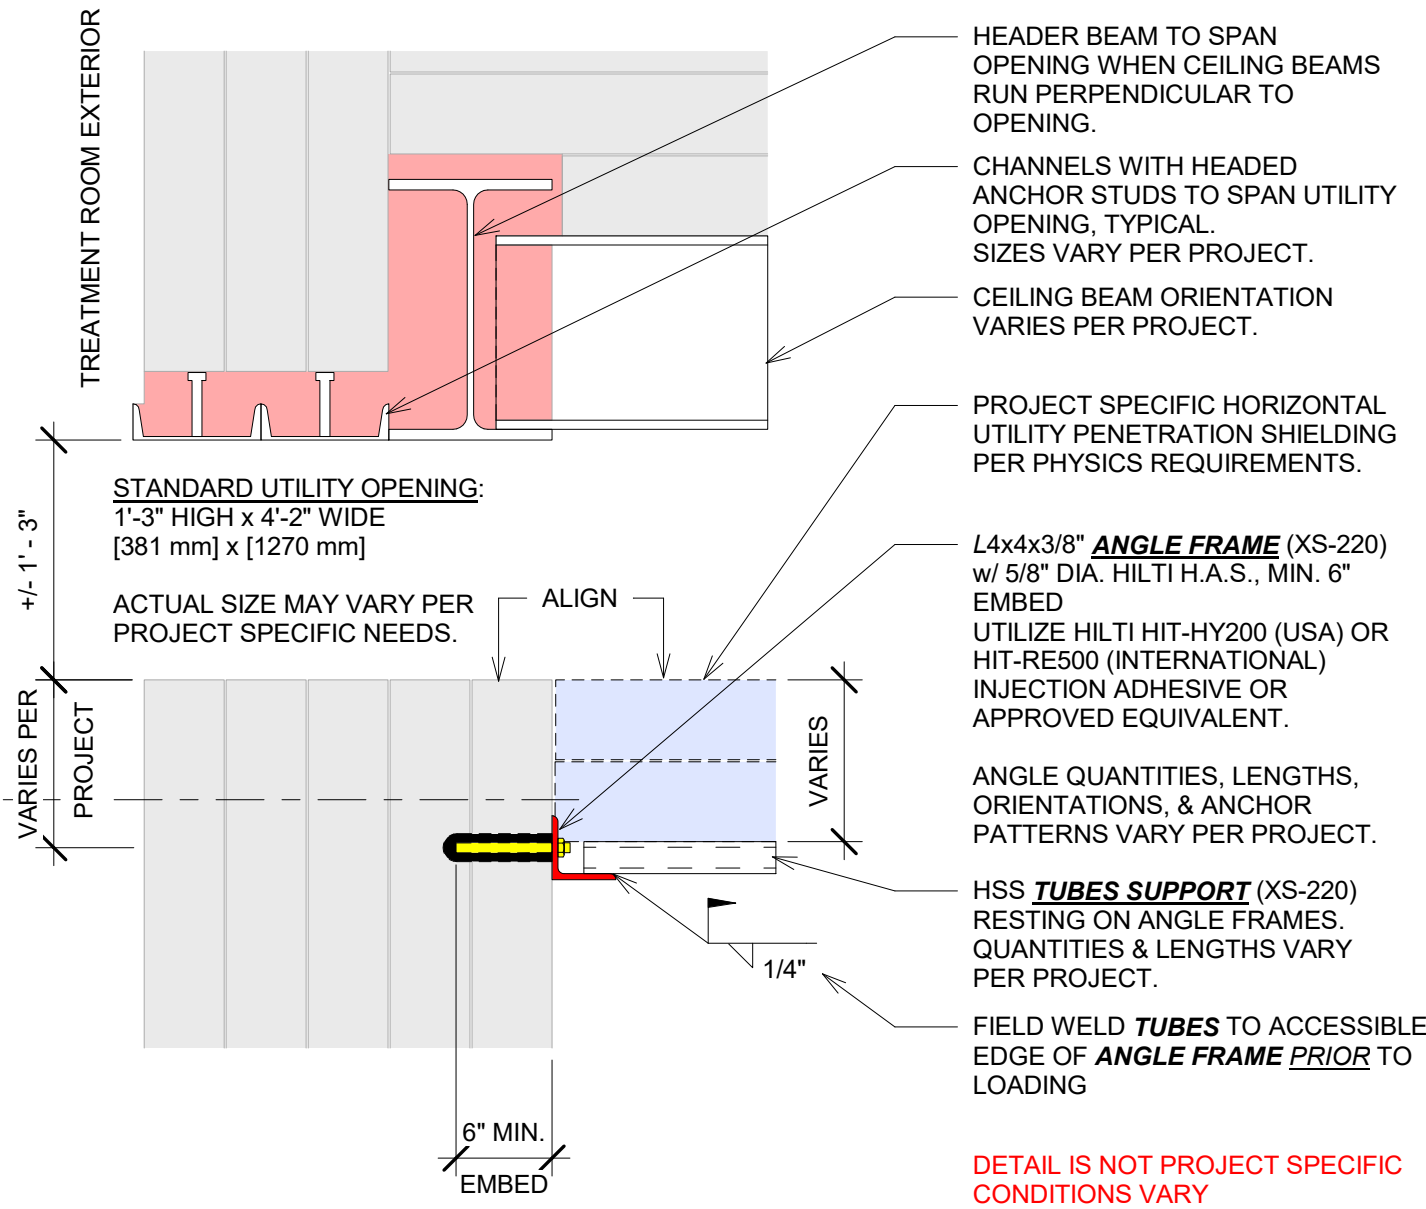 TREATMENT ROOM EXTERIOR
HEADER BEAM TO SPAN
OPENING WHEN CEILING BEAMS
RUN PERPENDICULAR TO
OPENING.
CHANNELS WITH HEADED
ANCHOR STUDS TO SPAN UTILITY
OPENING, TYPICAL.
SIZES VARY PER PROJECT.
CEILING BEAM ORIENTATION
VARIES PER PROJECT.
PROJECT SPECIFIC HORIZONTAL
UTILITY PENETRATION SHIELDING
PER PHYSICS REQUIREMENTS.
STANDARD UTILITY OPENING:
1'-3" HIGH x 4'-2" WIDE
[381 mm] x [1270 mm]
ACTUAL SIZE MAY VARY PER
PROJECT SPECIFIC NEEDS.
+/- 1' - 3"
ALIGN
L4x4x3/8" ANGLE FRAME (XS-220)
w/ 5/8" DIA. HILTI H.A.S., MIN. 6"
EMBED
UTILIZE HILTI HIT-HY200 (USA) OR
HIT-RE500 (INTERNATIONAL)
INJECTION ADHESIVE OR
APPROVED EQUIVALENT.
ANGLE QUANTITIES, LENGTHS,
ORIENTATIONS, & ANCHOR
PATTERNS VARY PER PROJECT.
VARIES PER
PROJECT
VARIES
HSS TUBES SUPPORT (XS-220)
RESTING ON ANGLE FRAMES.
QUANTITIES & LENGTHS VARY
PER PROJECT.
1/4"
FIELD WELD TUBES TO ACCESSIBLE
EDGE OF ANGLE FRAME PRIOR TO
LOADING
6" MIN.
EMBED
DETAIL IS NOT PROJECT SPECIFIC
CONDITIONS VARY